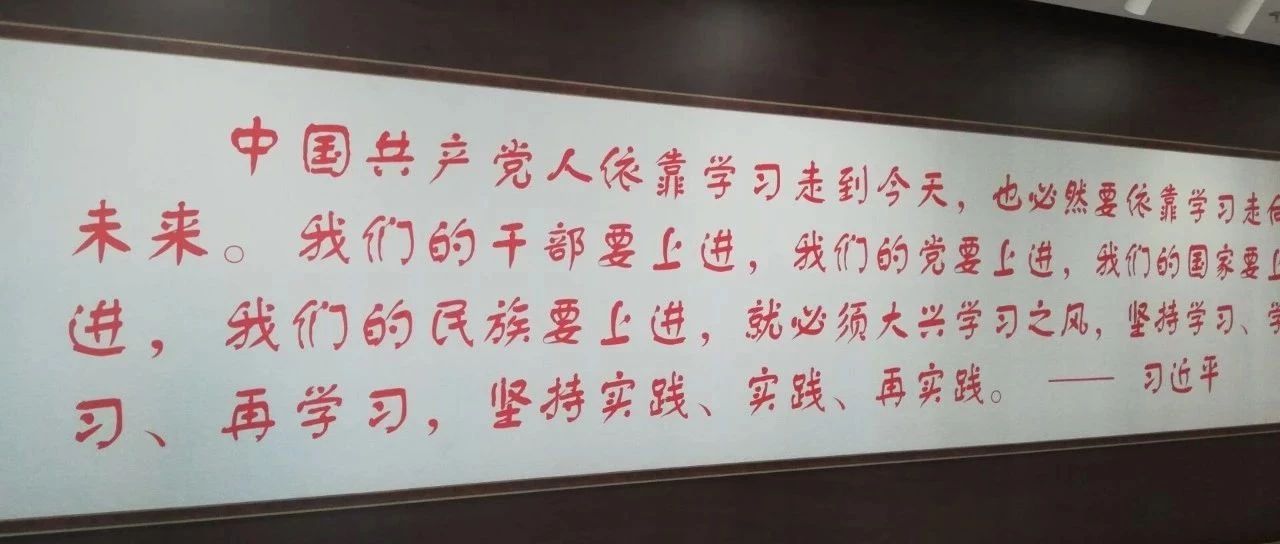 中国共产党人依靠学习走到今天，也必然要依靠学习走向
未来。我们的干部要上进，我们的党要上进，我们的国家要上
进，我们的民族要上进，就必须大兴学习之风，坚持学习、学
习、再学习，坚持实践、实践、再实践。 —— 习近平